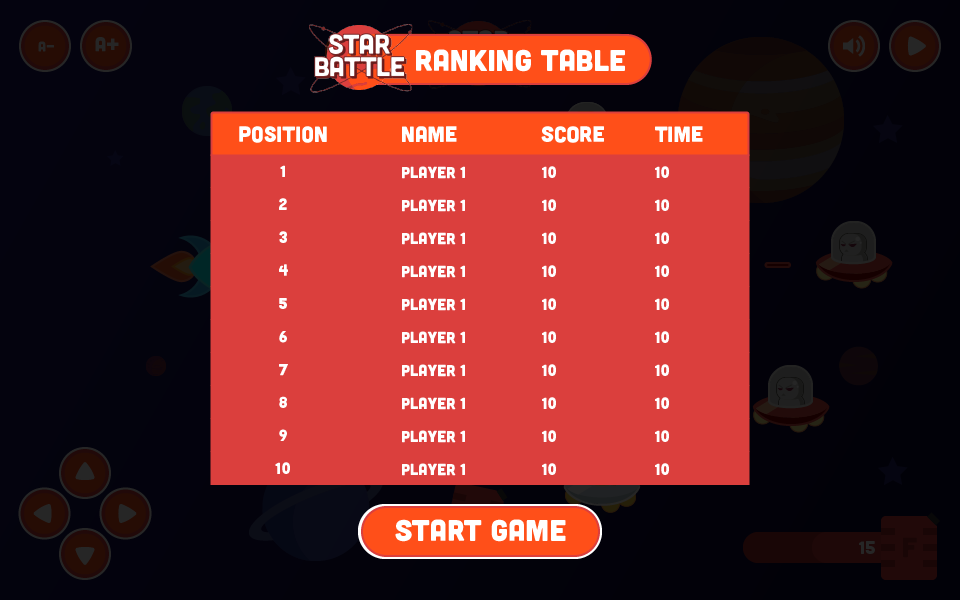 A-
A+
STAR
BATTLE
RANKING TABLE
POSITION NAME SCORE TIME
1 PLAYER 1 10 10
2 PLAYER 1 10 10
3 PLAYER 1 10 10
4 PLAYER 1 10 10
5 PLAYER 1 10 10
6 PLAYER 1 10 10
7 PLAYER 1 10 10
8 PLAYER 1 10 10
9 PLAYER 1 10 10
10 PLAYER 1 10 10
START GAME
15
F